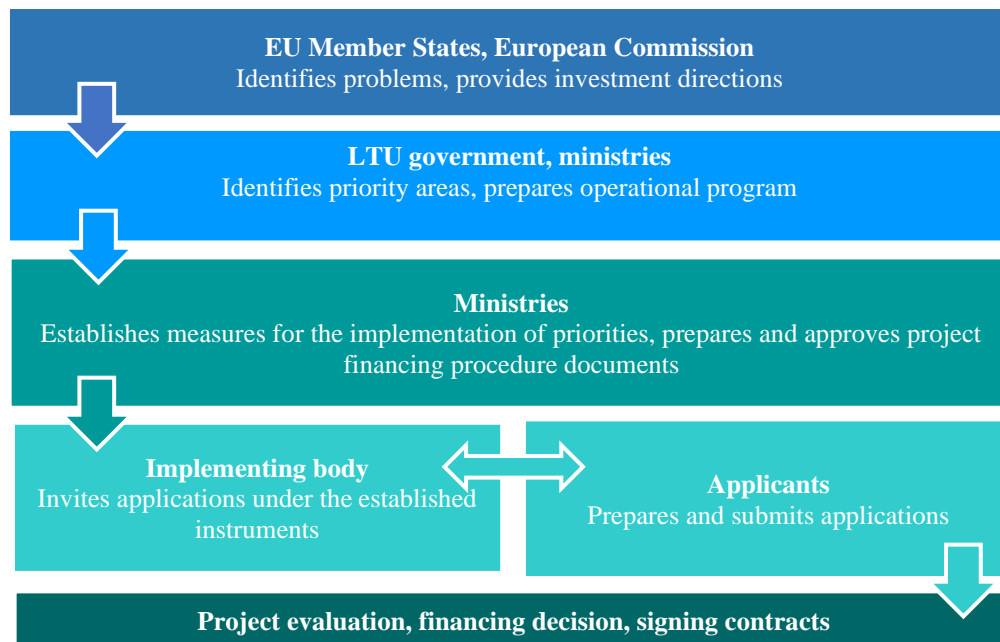 EU Member States, European Commission
Identifies problems, provides investment directions
LTU government, ministries
Identifies priority areas, prepares operational program
Ministries
Establishes measures for the implementation of priorities, prepares and approves project
financing procedure documents
Implementing body
Invites applications under the established
instruments
Applicants
Prepares and submits applications
Project evaluation, financing decision, signing contracts